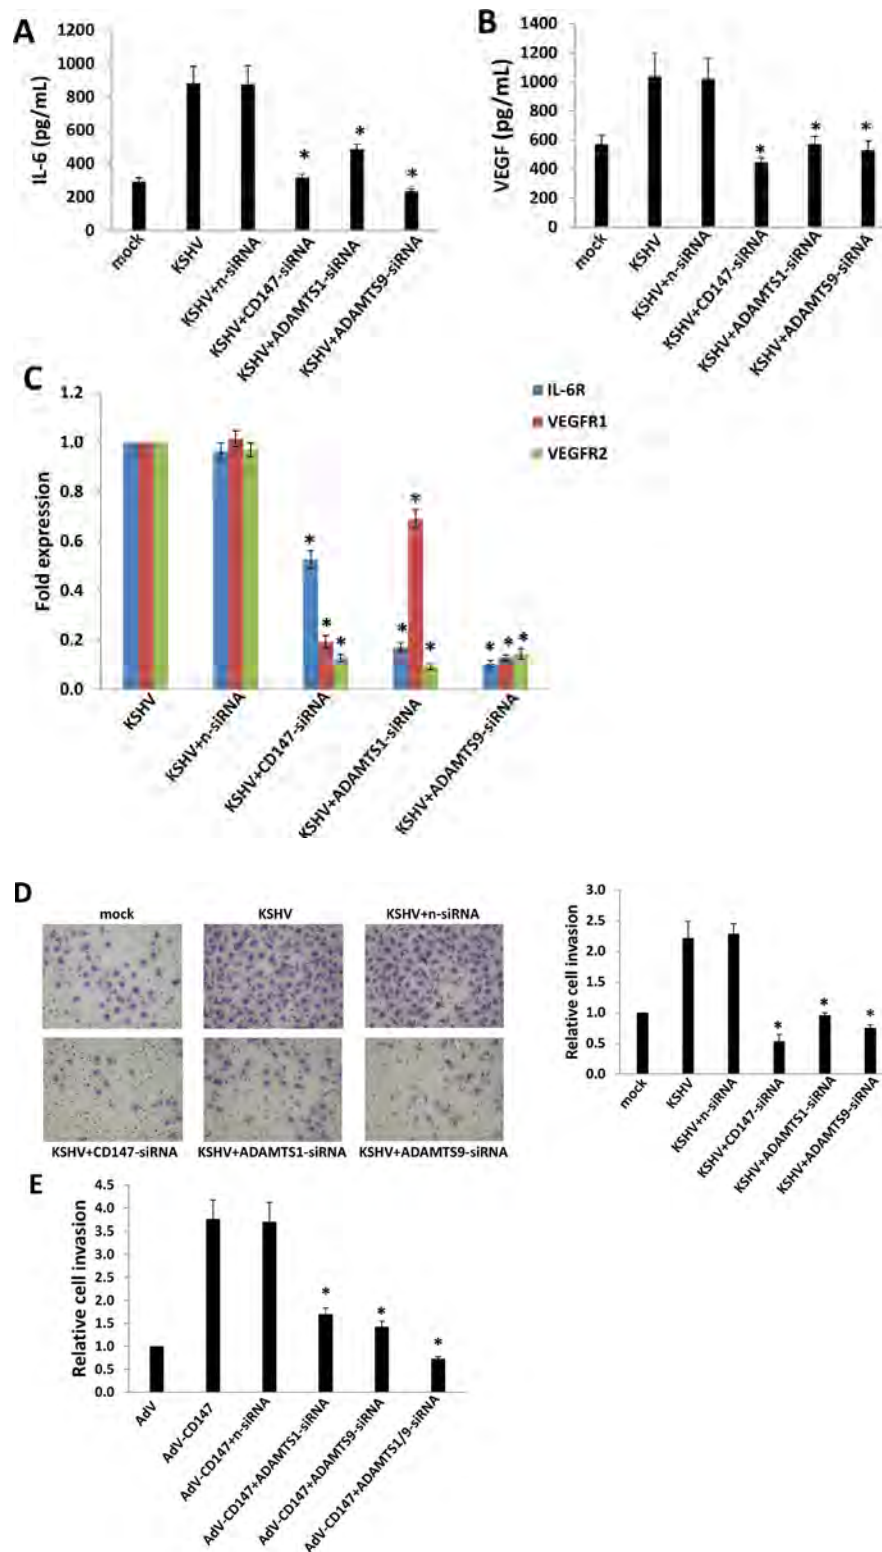 A
1200
1000
800
600
400
200
0
IL-6 (pg/mL)
mock
KSHV
KSHV+n-siRNA
KSHV+CD147-siRNA
KSHV+ADAMTS1-siRNA
KSHV+ADAMTS9-siRNA
* * *
B
1400
1200
1000
800
600
400
200
0
VEGF (pg/mL)
mock
KSHV
KSHV+n-siRNA
KSHV+CD147-siRNA
KSHV+ADAMTS1-siRNA
KSHV+ADAMTS9-siRNA
* * *
C
1.2
1.0
0.8
0.6
0.4
0.2
0.0
Fold expression
IL-6R
VEGFR1
VEGFR2
* * * * * * * * *
KSHV
KSHV+n-siRNA
KSHV+CD147-siRNA
KSHV+ADAMTS1-siRNA
KSHV+ADAMTS9-siRNA
D
mock KSHV KSHV+n-siRNA
KSHV+CD147-siRNA KSHV+ADAMTS1-siRNA KSHV+ADAMTS9-siRNA
3.0
2.5
2.0
1.5
1.0
0.5
0.0
Relative cell invasion
* * *
mock
KSHV
KSHV+n-siRNA
KSHV+CD147-siRNA
KSHV+ADAMTS1-siRNA
KSHV+ADAMTS9-siRNA
E
4.5
4.0
3.5
3.0
2.5
2.0
1.5
1.0
0.5
0.0
Relative cell invasion
* * *
AdV
AdV-CD147
AdV-CD147+n-siRNA
AdV-CD147+ADAMTS1-siRNA
AdV-CD147+ADAMTS9-siRNA
AdV-CD147+ADAMTS1/9-siRNA